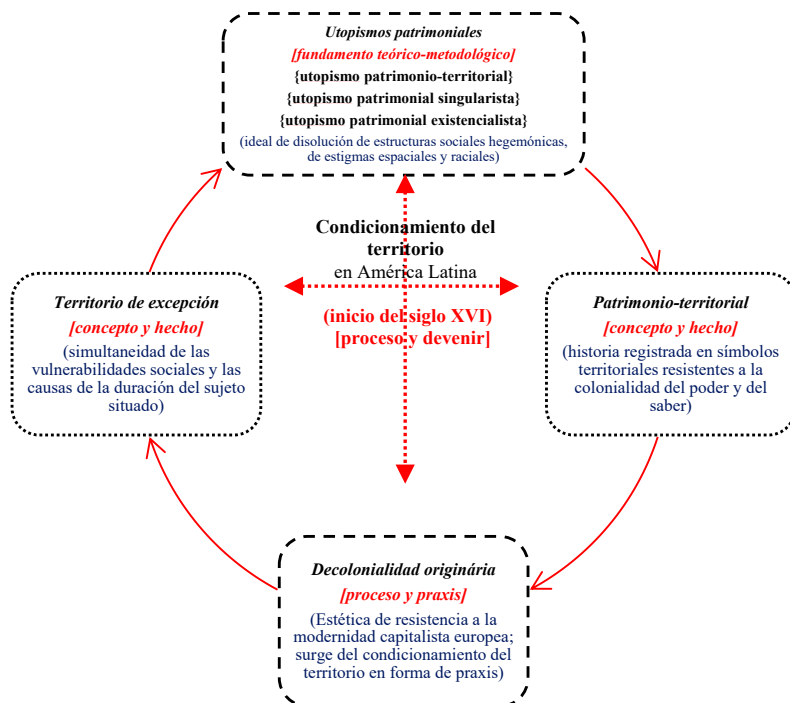 Utopismos patrimoniales
[fundamento teórico-metodológico]
{utopismo patrimonio-territorial}
{utopismo patrimonial singularista}
{utopismo patrimonial existencialista}
(ideal de disolución de estructuras sociales hegemónicas,
de estigmas espaciales y raciales)
Condicionamiento del
territorio
en América Latina
(inicio del siglo XVI)
[proceso y devenir]
Territorio de excepción
[concepto y hecho]
(simultaneidad de las
vulnerabilidades sociales y las
causas de la duración del sujeto
situado)
Patrimonio-territorial
[concepto y hecho]
(historia registrada en símbolos
territoriales resistentes a la
colonialidad del poder y del
saber)
Decolonialidad originária
[proceso y praxis]
(Estética de resistencia a la
modernidad capitalista europea;
surge del condicionamiento del
territorio en forma de praxis)